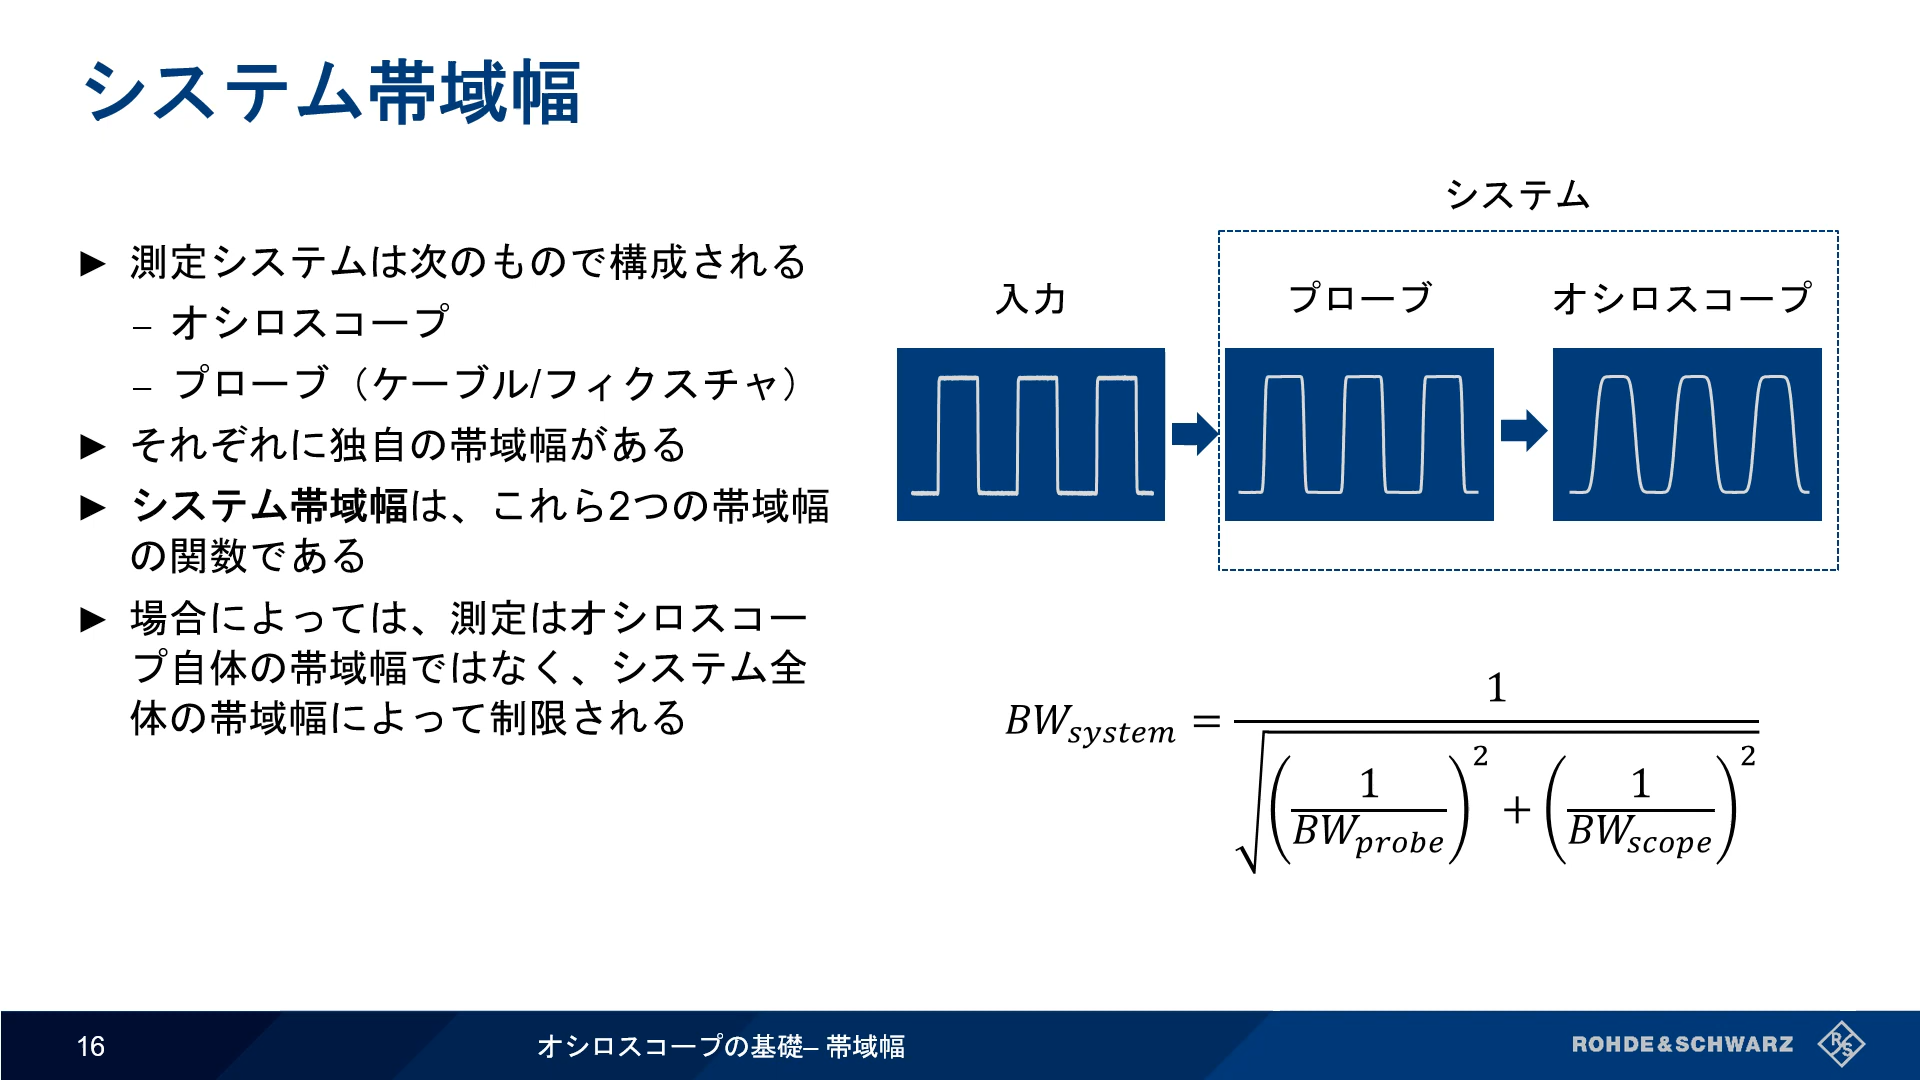 システム帯域幅
► 測定システムは次のもので構成される
– オシロスコープ
– プローブ（ケーブル/フィクスチャ）
► それぞれに独自の帯域幅がある
► システム帯域幅は、これら2つの帯域幅
の関数である
► 場合によっては、測定はオシロスコー
プ自体の帯域幅ではなく、システム全
体の帯域幅によって制限される
システム
入力
プローブ
オシロスコープ
BW_system = 1 / √((1/BW_probe)² + (1/BW_scope)²)
16
オシロスコープの基礎– 帯域幅
ROHDE&SCHWARZ
R&S